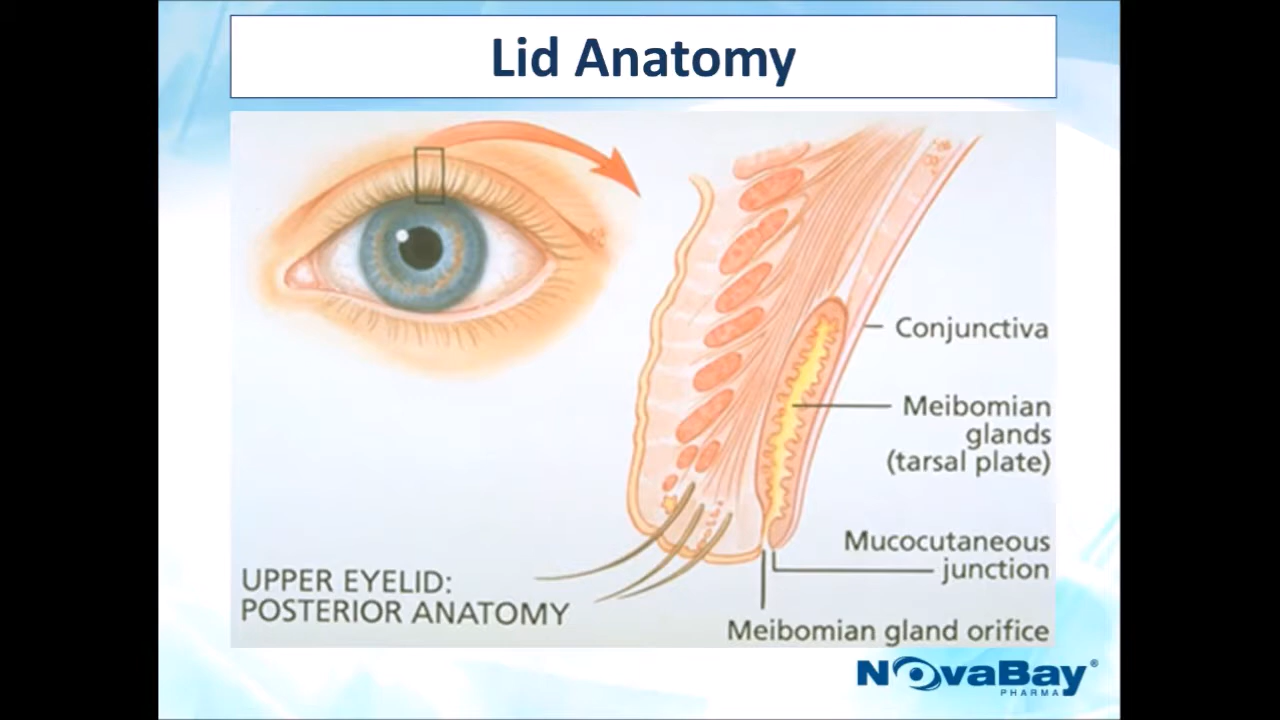 Lid Anatomy
Conjunctiva
Meibomian
glands
(tarsal plate)
Mucocutaneous
junction
UPPER EYELID:
POSTERIOR ANATOMY
Meibomian gland orifice
NovaBay®
PHARMA